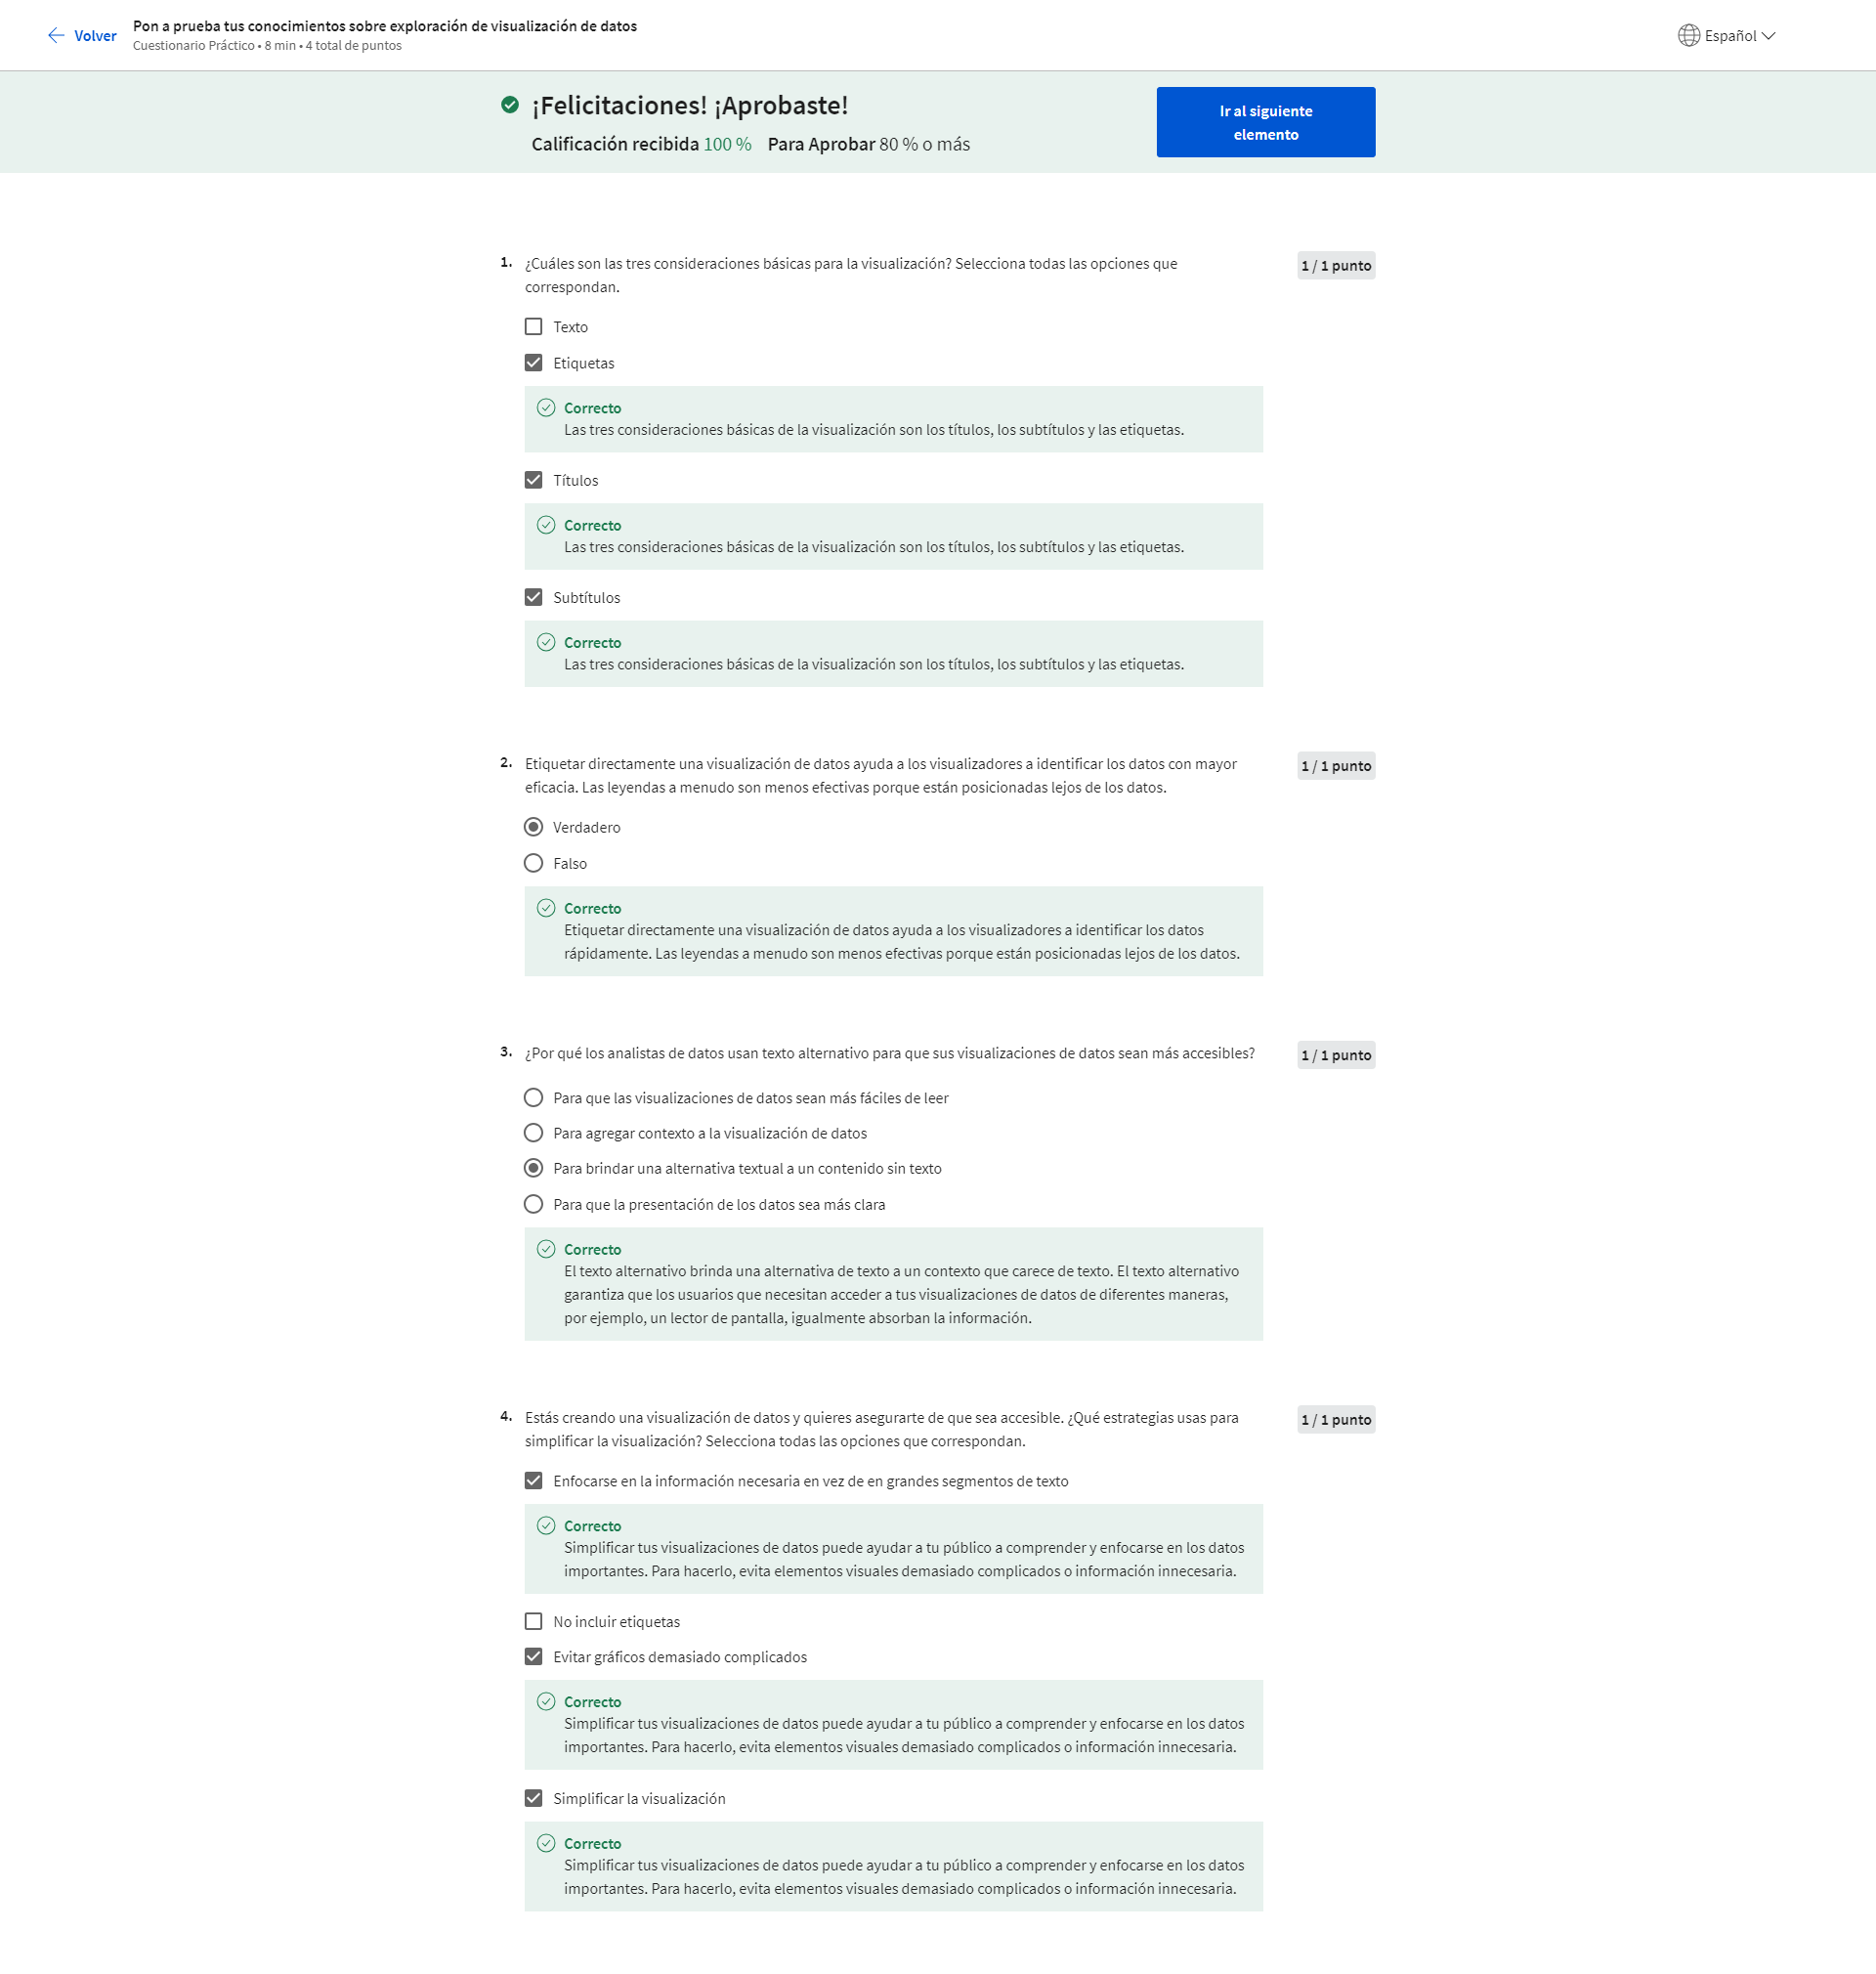 Volver
Pon a prueba tus conocimientos sobre exploración de visualización de datos
Cuestionario Práctico • 8 min • 4 total de puntos
Español
¡Felicitaciones! ¡Aprobaste!
Calificación recibida 100 % Para Aprobar 80 % o más
Ir al siguiente
elemento
1. ¿Cuáles son las tres consideraciones básicas para la visualización? Selecciona todas las opciones que
correspondan.
1 / 1 punto
Texto
Etiquetas
Correcto
Las tres consideraciones básicas de la visualización son los títulos, los subtítulos y las etiquetas.
Títulos
Correcto
Las tres consideraciones básicas de la visualización son los títulos, los subtítulos y las etiquetas.
Subtítulos
Correcto
Las tres consideraciones básicas de la visualización son los títulos, los subtítulos y las etiquetas.
2. Etiquetar directamente una visualización de datos ayuda a los visualizadores a identificar los datos con mayor
eficacia. Las leyendas a menudo son menos efectivas porque están posicionadas lejos de los datos.
1 / 1 punto
Verdadero
Falso
Correcto
Etiquetar directamente una visualización de datos ayuda a los visualizadores a identificar los datos
rápidamente. Las leyendas a menudo son menos efectivas porque están posicionadas lejos de los datos.
3. ¿Por qué los analistas de datos usan texto alternativo para que sus visualizaciones de datos sean más accesibles?
1 / 1 punto
Para que las visualizaciones de datos sean más fáciles de leer
Para agregar contexto a la visualización de datos
Para brindar una alternativa textual a un contenido sin texto
Para que la presentación de los datos sea más clara
Correcto
El texto alternativo brinda una alternativa de texto a un contexto que carece de texto. El texto alternativo
garantiza que los usuarios que necesitan acceder a tus visualizaciones de datos de diferentes maneras,
por ejemplo, un lector de pantalla, igualmente absorban la información.
4. Estás creando una visualización de datos y quieres asegurarte de que sea accesible. ¿Qué estrategias usas para
simplificar la visualización? Selecciona todas las opciones que correspondan.
1 / 1 punto
Enfocarse en la información necesaria en vez de en grandes segmentos de texto
Correcto
Simplificar tus visualizaciones de datos puede ayudar a tu público a comprender y enfocarse en los datos
importantes. Para hacerlo, evita elementos visuales demasiado complicados o información innecesaria.
No incluir etiquetas
Evitar gráficos demasiado complicados
Correcto
Simplificar tus visualizaciones de datos puede ayudar a tu público a comprender y enfocarse en los datos
importantes. Para hacerlo, evita elementos visuales demasiado complicados o información innecesaria.
Simplificar la visualización
Correcto
Simplificar tus visualizaciones de datos puede ayudar a tu público a comprender y enfocarse en los datos
importantes. Para hacerlo, evita elementos visuales demasiado complicados o información innecesaria.